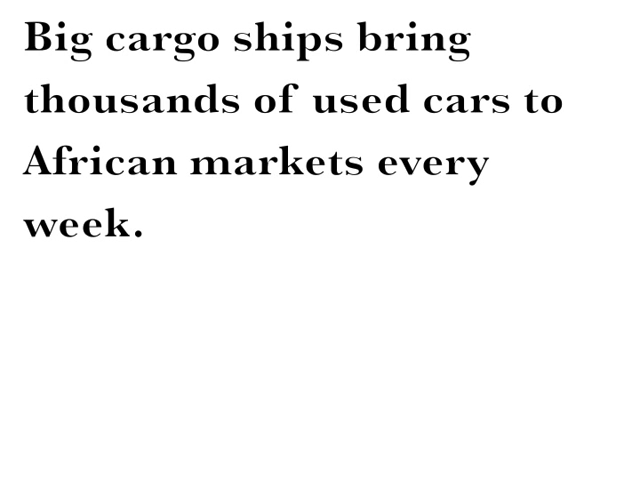 Big cargo ships bring
thousands of used cars to
African markets every
week.